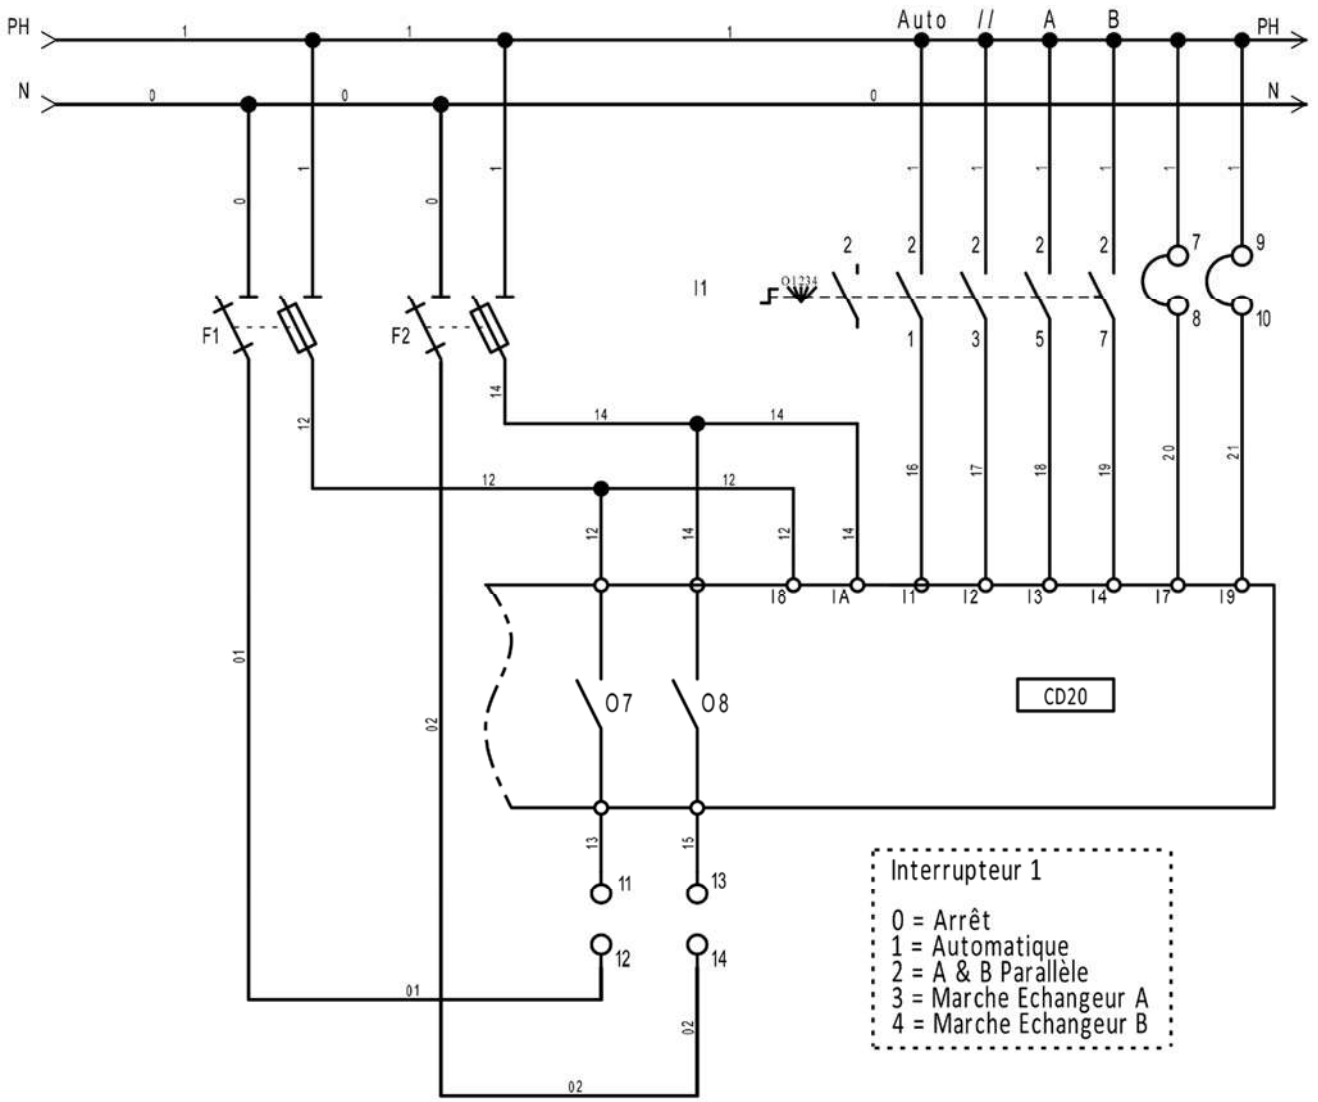 PH 1 1 1 Auto // A B PH
N 0 0 0 N
0 1 0 1 1 1 1 1 1 1
I1 01234 2 2 2 2 2 7 9
F1 F2 1 3 5 7 8 10
12 14 14 14
16 17 18 19 20 21
12 12
12 14 12 14
I8 IA I1 I2 I3 I4 I7 I9
01 02
O7 O8 CD20
13 15
11 13
12 14
01
02
02
Interrupteur 1
0 = Arrêt
1 = Automatique
2 = A & B Parallèle
3 = Marche Echangeur A
4 = Marche Echangeur B